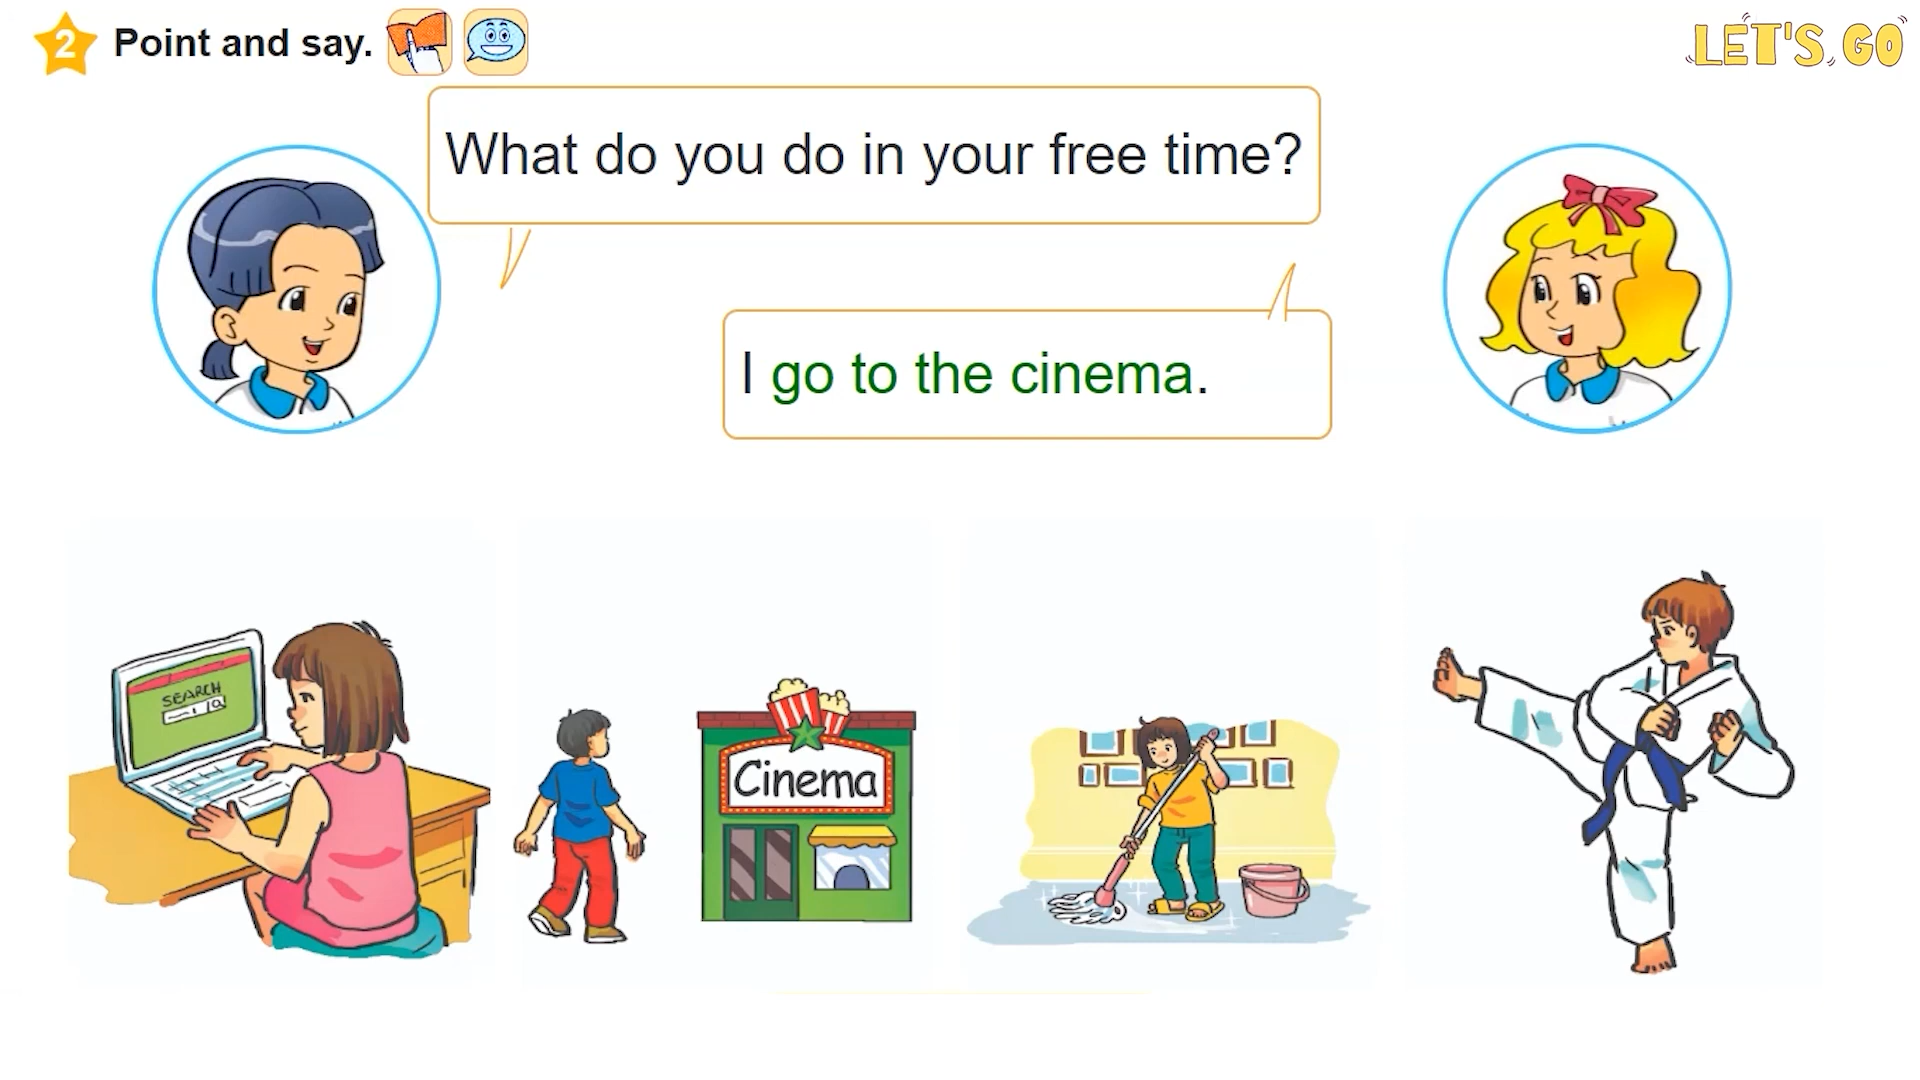 2 Point and say.
LET'S GO
What do you do in your free time?
I go to the cinema.
SEARCH
Cinema